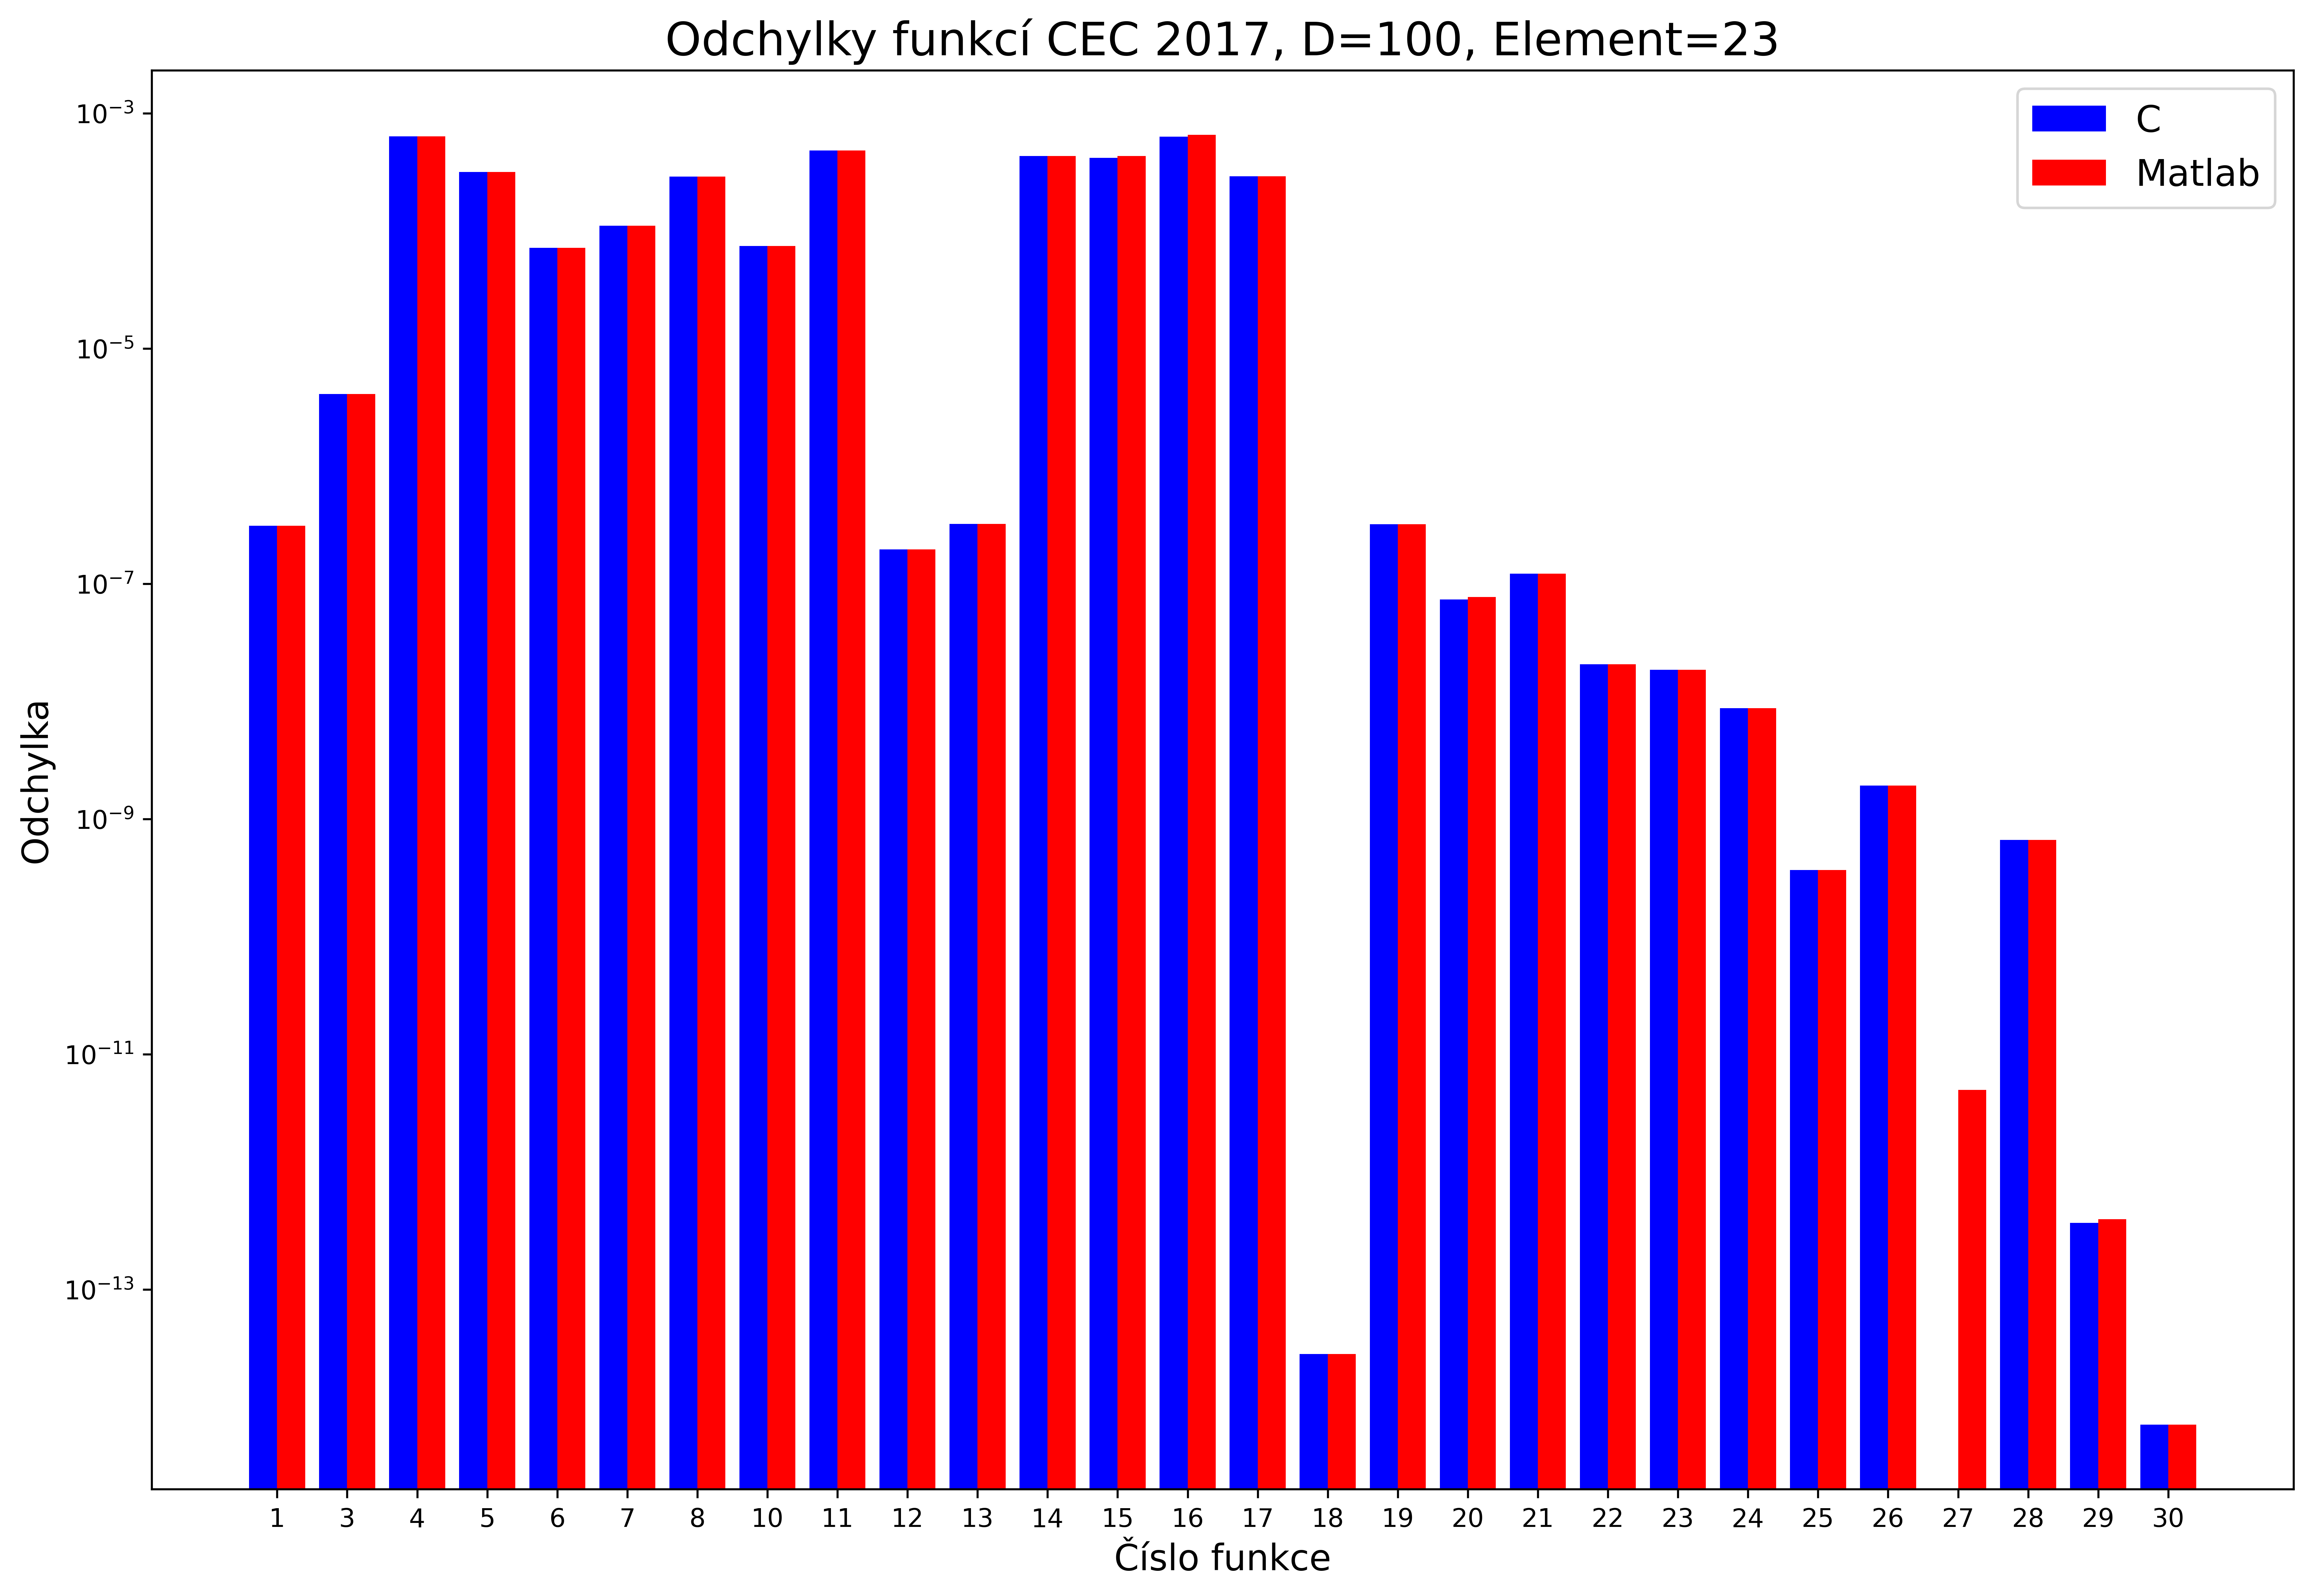 Odchylky funkcí CEC 2017, D=100, Element=23
C
Matlab
10⁻³
10⁻⁵
10⁻⁷
10⁻⁹
10⁻¹¹
10⁻¹³
Odchylka
1 3 4 5 6 7 8 10 11 12 13 14 15 16 17 18 19 20 21 22 23 24 25 26 27 28 29 30
Číslo funkce